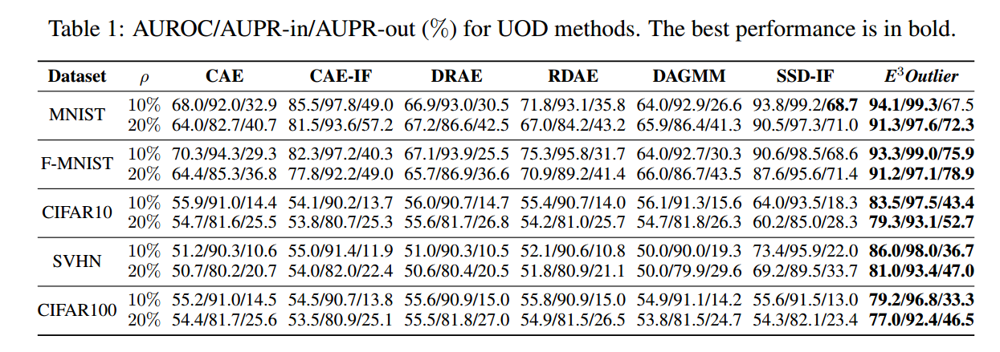 Table 1: AUROC/AUPR-in/AUPR-out (%) for UOD methods. The best performance is in bold.
Dataset ρ CAE CAE-IF DRAE RDAE DAGMM SSD-IF E³Outlier
MNIST
10% 68.0/92.0/32.9 85.5/97.8/49.0 66.9/93.0/30.5 71.8/93.1/35.8 64.0/92.9/26.6 93.8/99.2/68.7 94.1/99.3/67.5
20% 64.0/82.7/40.7 81.5/93.6/57.2 67.2/86.6/42.5 67.0/84.2/43.2 65.9/86.4/41.3 90.5/97.3/71.0 91.3/97.6/72.3
F-MNIST
10% 70.3/94.3/29.3 82.3/97.2/40.3 67.1/93.9/25.5 75.3/95.8/31.7 64.0/92.7/30.3 90.6/98.5/68.6 93.3/99.0/75.9
20% 64.4/85.3/36.8 77.8/92.2/49.0 65.7/86.9/36.6 70.9/89.2/41.4 66.0/86.7/43.5 87.6/95.6/71.4 91.2/97.1/78.9
CIFAR10
10% 55.9/91.0/14.4 54.1/90.2/13.7 56.0/90.7/14.7 55.4/90.7/14.0 56.1/91.3/15.6 64.0/93.5/18.3 83.5/97.5/43.4
20% 54.7/81.6/25.5 53.8/80.7/25.3 55.6/81.7/26.8 54.2/81.0/25.7 54.7/81.8/26.3 60.2/85.0/28.3 79.3/93.1/52.7
SVHN
10% 51.2/90.3/10.6 55.0/91.4/11.9 51.0/90.3/10.5 52.1/90.6/10.8 50.0/90.0/19.3 73.4/95.9/22.0 86.0/98.0/36.7
20% 50.7/80.2/20.7 54.0/82.0/22.4 50.6/80.4/20.5 51.8/80.9/21.1 50.0/79.9/29.6 69.2/89.5/33.7 81.0/93.4/47.0
CIFAR100
10% 55.2/91.0/14.5 54.5/90.7/13.8 55.6/90.9/15.0 55.8/90.9/15.0 54.9/91.1/14.2 55.6/91.5/13.0 79.2/96.8/33.3
20% 54.4/81.7/25.6 53.5/80.9/25.1 55.5/81.8/27.0 54.9/81.5/26.5 53.8/81.5/24.7 54.3/82.1/23.4 77.0/92.4/46.5